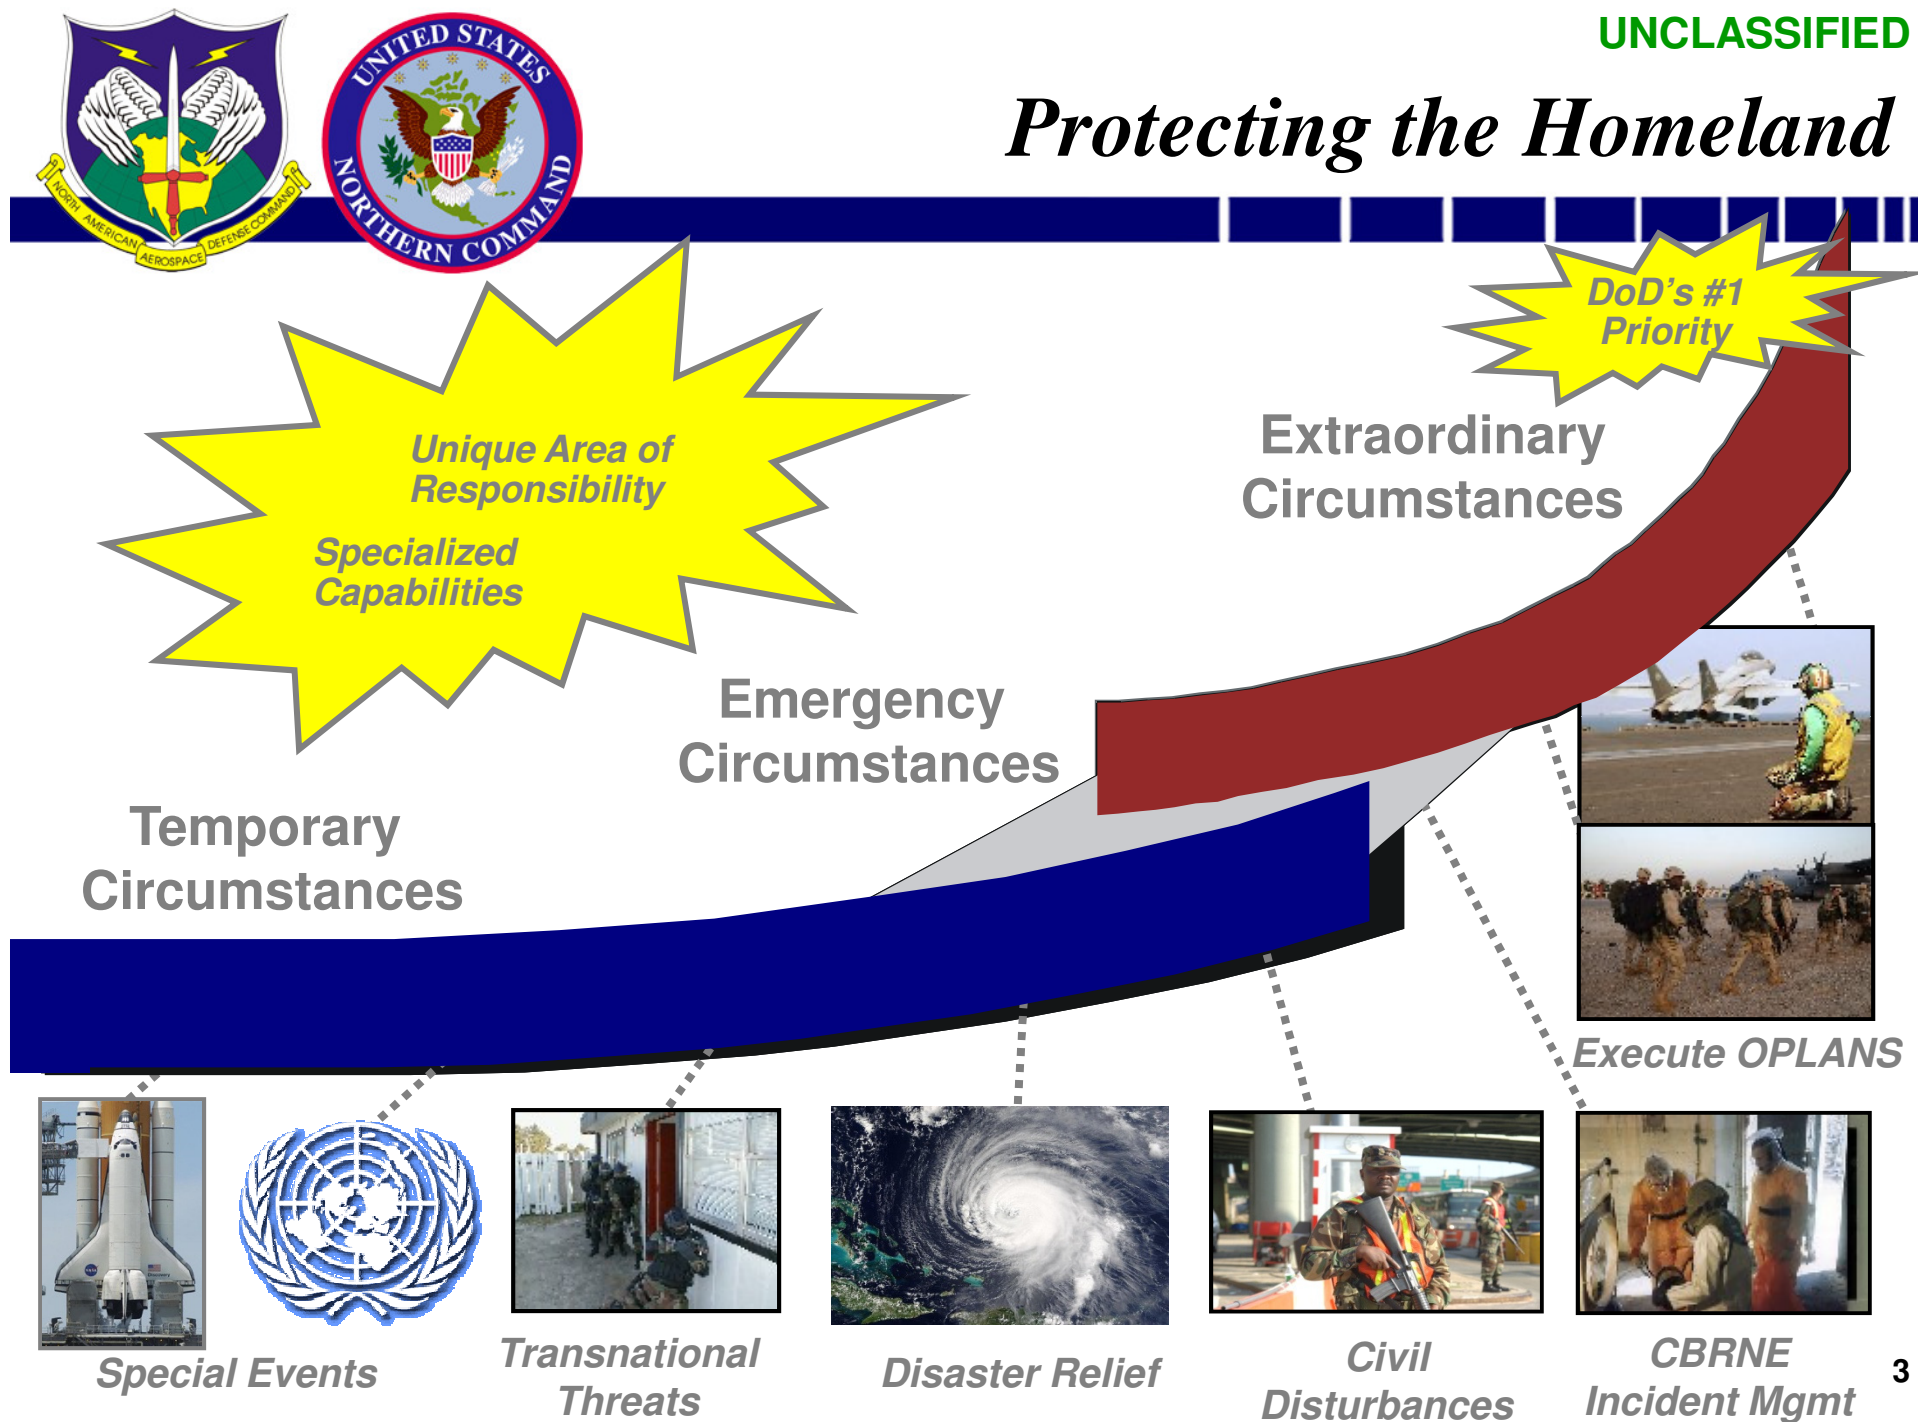 UNCLASSIFIED
Protecting the Homeland
UNITED STATES
NORTHERN COMMAND
NORTH AMERICAN
AEROSPACE
DEFENSE COMMAND
DoD's #1
Priority
Unique Area of
Responsibility
Specialized
Capabilities
Extraordinary
Circumstances
Emergency
Circumstances
Temporary
Circumstances
Execute OPLANS
Special Events
Transnational
Threats
Disaster Relief
Civil
Disturbances
CBRNE
Incident Mgmt
3